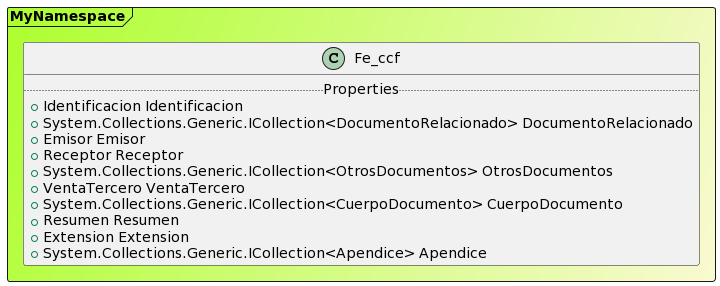 MyNamespace
C Fe_ccf
Properties
Identificacion Identificacion
System.Collections.Generic.ICollection<DocumentoRelacionado> DocumentoRelacionado
Emisor Emisor
Receptor Receptor
System.Collections.Generic.ICollection<OtrosDocumentos> OtrosDocumentos
VentaTercero VentaTercero
System.Collections.Generic.ICollection<CuerpoDocumento> CuerpoDocumento
Resumen Resumen
Extension Extension
System.Collections.Generic.ICollection<Apendice> Apendice